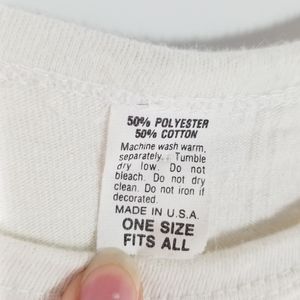 50% POLYESTER
50% COTTON
Machine wash warm,
separately. Tumble
dry low. Do not
bleach. Do not dry
clean. Do not iron if
decorated.
MADE IN U.S.A.
ONE SIZE
FITS ALL